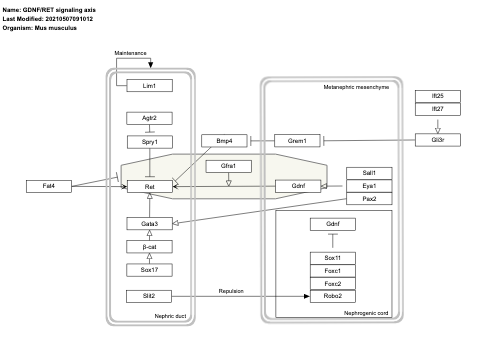 Name: GDNF/RET signaling axis
Last Modified: 20210507091012
Organism: Mus musculus
Maintenance
Lim1
Metanephric mesenchyme
Ift25
Ift27
Agtr2
Spry1
Bmp4
Grem1
Gli3r
Gfra1
Sall1
Fat4
Ret
Gdnf
Eya1
Pax2
Gata3
Gdnf
β-cat
Sox11
Sox17
Foxc1
Foxc2
Slit2
Repulsion
Robo2
Nephric duct
Nephrogenic cord